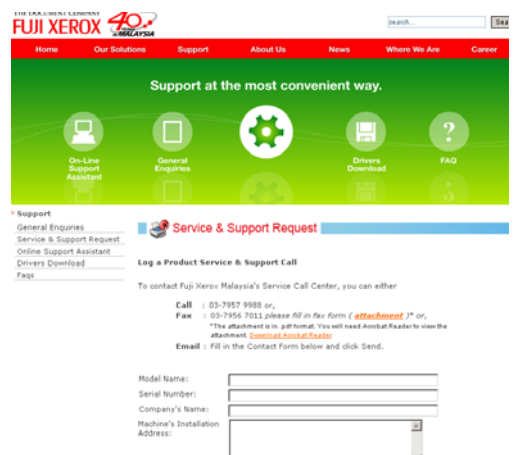 THE DOCUMENT COMPANY
FUJI XEROX 40
MALAYSIA
search... Sea
Home Our Solutions Support About Us News Where We Are Career
Support at the most convenient way.
On-Line Support Assistant
General Enquiries
Drivers Download
FAQ
Support
General Enquiries
Service & Support Request
Online Support Assistant
Drivers Download
Faqs
Service & Support Request
Log a Product Service & Support Call
To contact Fuji Xerox Malaysia's Service Call Center, you can either
Call : 03-7957 9988 or,
Fax : 03-7956 7011 please fill in fax form ( attachment )* or,
*The attachment is in .pdf format. You will need Acrobat Reader to view the
attachment. Download Acrobat Reader
Email : Fill in the Contact Form below and click Send.
Model Name:
Serial Number:
Company's Name:
Machine's Installation
Address: